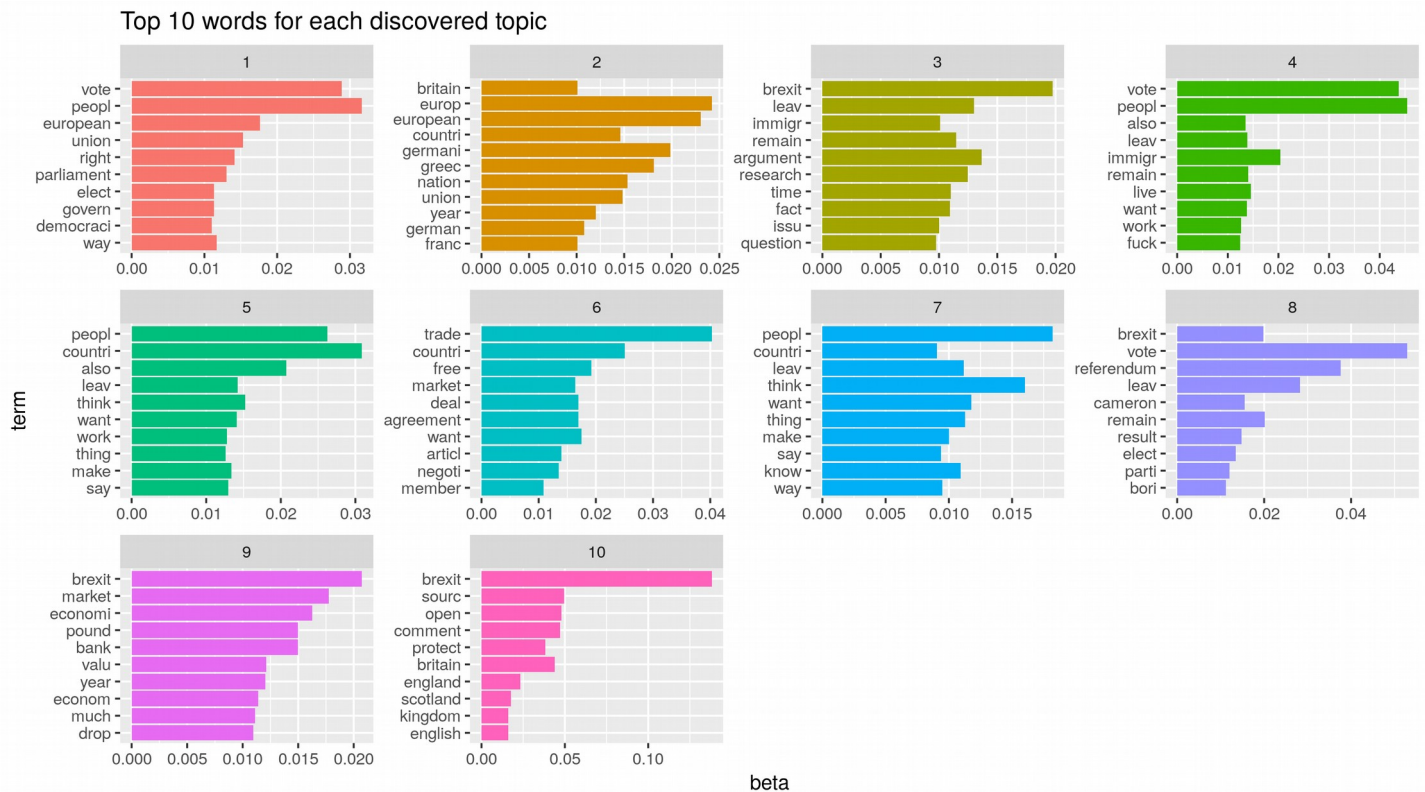 Top 10 words for each discovered topic
1
vote
peopl
european
union
right
parliament
elect
govern
democraci
way
0.00 0.01 0.02 0.03
2
britain
europ
european
countri
germani
greec
nation
union
year
german
franc
0.000 0.005 0.010 0.015 0.020 0.025
3
brexit
leav
immigr
remain
argument
research
time
fact
issu
question
0.000 0.005 0.010 0.015 0.020
4
vote
peopl
also
leav
immigr
remain
live
want
work
fuck
0.00 0.01 0.02 0.03 0.04
5
peopl
countri
also
leav
think
want
work
thing
make
say
0.00 0.01 0.02 0.03
6
trade
countri
free
market
deal
agreement
want
articl
negoti
member
0.00 0.01 0.02 0.03 0.04
7
peopl
countri
leav
think
want
thing
make
say
know
way
0.000 0.005 0.010 0.015
8
brexit
vote
referendum
leav
cameron
remain
result
elect
parti
bori
0.00 0.02 0.04
9
brexit
market
economi
pound
bank
valu
year
econom
much
drop
0.000 0.005 0.010 0.015 0.020
10
brexit
sourc
open
comment
protect
britain
england
scotland
kingdom
english
0.00 0.05 0.10
term
beta